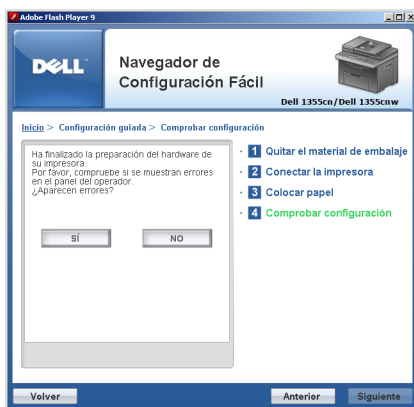 Adobe Flash Player 9
DELL™
Navegador de
Configuración Fácil
Dell 1355cn/Dell 1355cnw
Inicio > Configuración guiada > Comprobar configuración
Ha finalizado la preparación del hardware de
su impresora.
Por favor, compruebe si se muestran errores
en el panel del operador.
¿Aparecen errores?
SÍ
NO
1 Quitar el material de embalaje
2 Conectar la impresora
3 Colocar papel
4 Comprobar configuración
Volver
Anterior
Siguiente